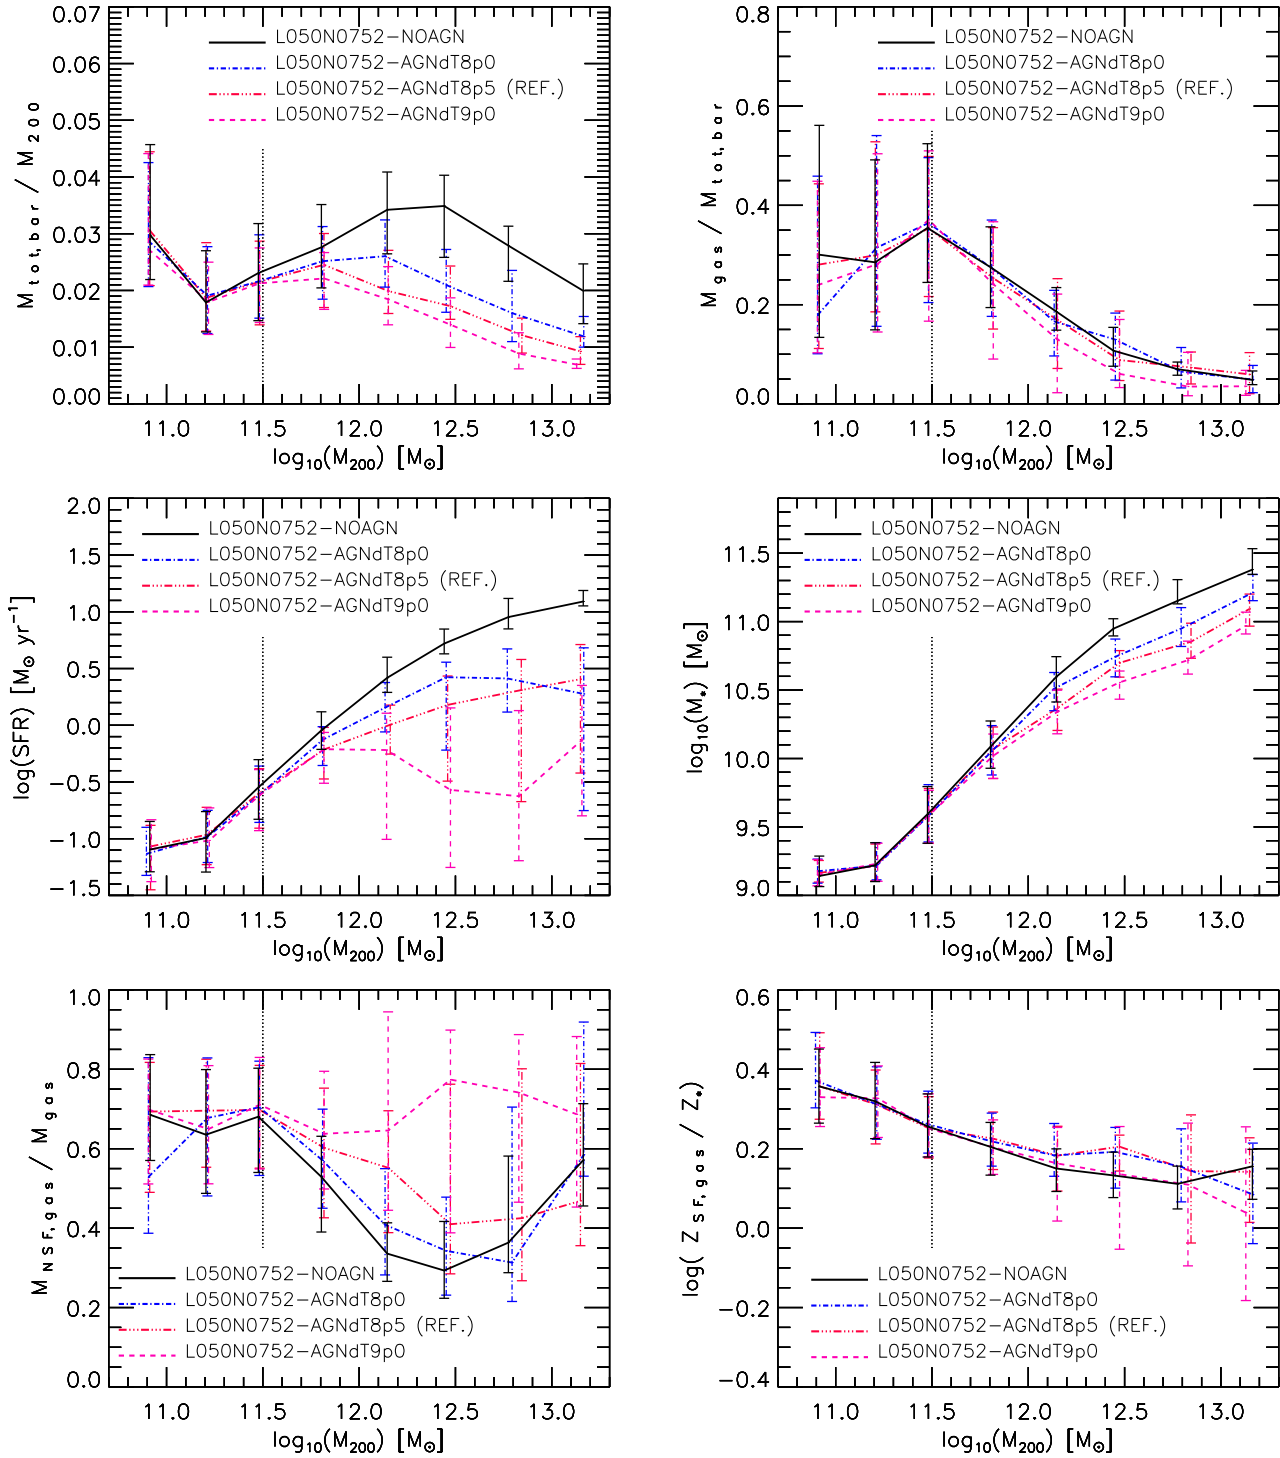 M_tot,bar / M_200
0.07
0.06
0.05
0.04
0.03
0.02
0.01
0.00
L050N0752−NOAGN
L050N0752−AGNdT8p0
L050N0752−AGNdT8p5 (REF.)
L050N0752−AGNdT9p0
11.0 11.5 12.0 12.5 13.0
log₁₀(M₂₀₀) [M⊙]
M_gas / M_tot,bar
0.8
0.6
0.4
0.2
0.0
L050N0752−NOAGN
L050N0752−AGNdT8p0
L050N0752−AGNdT8p5 (REF.)
L050N0752−AGNdT9p0
11.0 11.5 12.0 12.5 13.0
log₁₀(M₂₀₀) [M⊙]
log(SFR) [M⊙ yr⁻¹]
2.0
1.5
1.0
0.5
0.0
−0.5
−1.0
−1.5
L050N0752−NOAGN
L050N0752−AGNdT8p0
L050N0752−AGNdT8p5 (REF.)
L050N0752−AGNdT9p0
11.0 11.5 12.0 12.5 13.0
log₁₀(M₂₀₀) [M⊙]
log₁₀(M_*) [M⊙]
11.5
11.0
10.5
10.0
9.5
9.0
L050N0752−NOAGN
L050N0752−AGNdT8p0
L050N0752−AGNdT8p5 (REF.)
L050N0752−AGNdT9p0
11.0 11.5 12.0 12.5 13.0
log₁₀(M₂₀₀) [M⊙]
M_NSF,gas / M_gas
1.0
0.8
0.6
0.4
0.2
0.0
L050N0752−NOAGN
L050N0752−AGNdT8p0
L050N0752−AGNdT8p5 (REF.)
L050N0752−AGNdT9p0
11.0 11.5 12.0 12.5 13.0
log₁₀(M₂₀₀) [M⊙]
log( Z_SF,gas / Z_*)
0.6
0.4
0.2
0.0
−0.2
−0.4
L050N0752−NOAGN
L050N0752−AGNdT8p0
L050N0752−AGNdT8p5 (REF.)
L050N0752−AGNdT9p0
11.0 11.5 12.0 12.5 13.0
log₁₀(M₂₀₀) [M⊙]